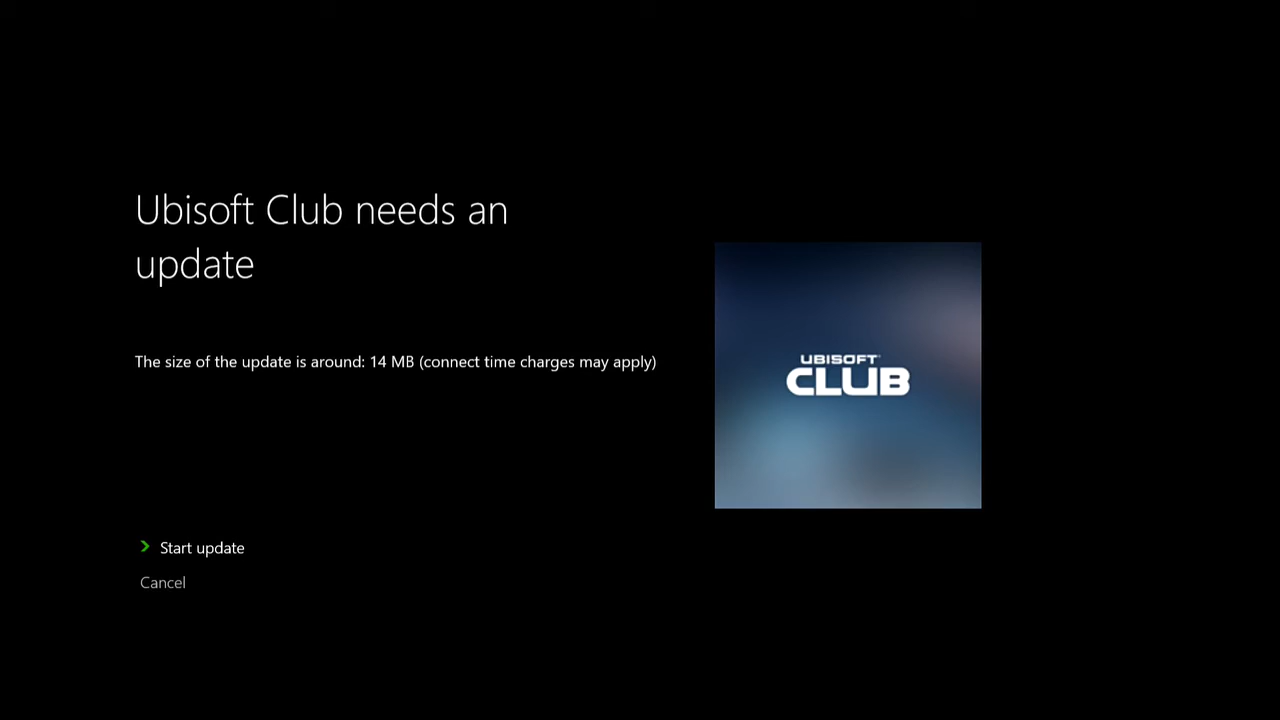 Ubisoft Club needs an
update
The size of the update is around: 14 MB (connect time charges may apply)
UBISOFT
CLUB
Start update
Cancel